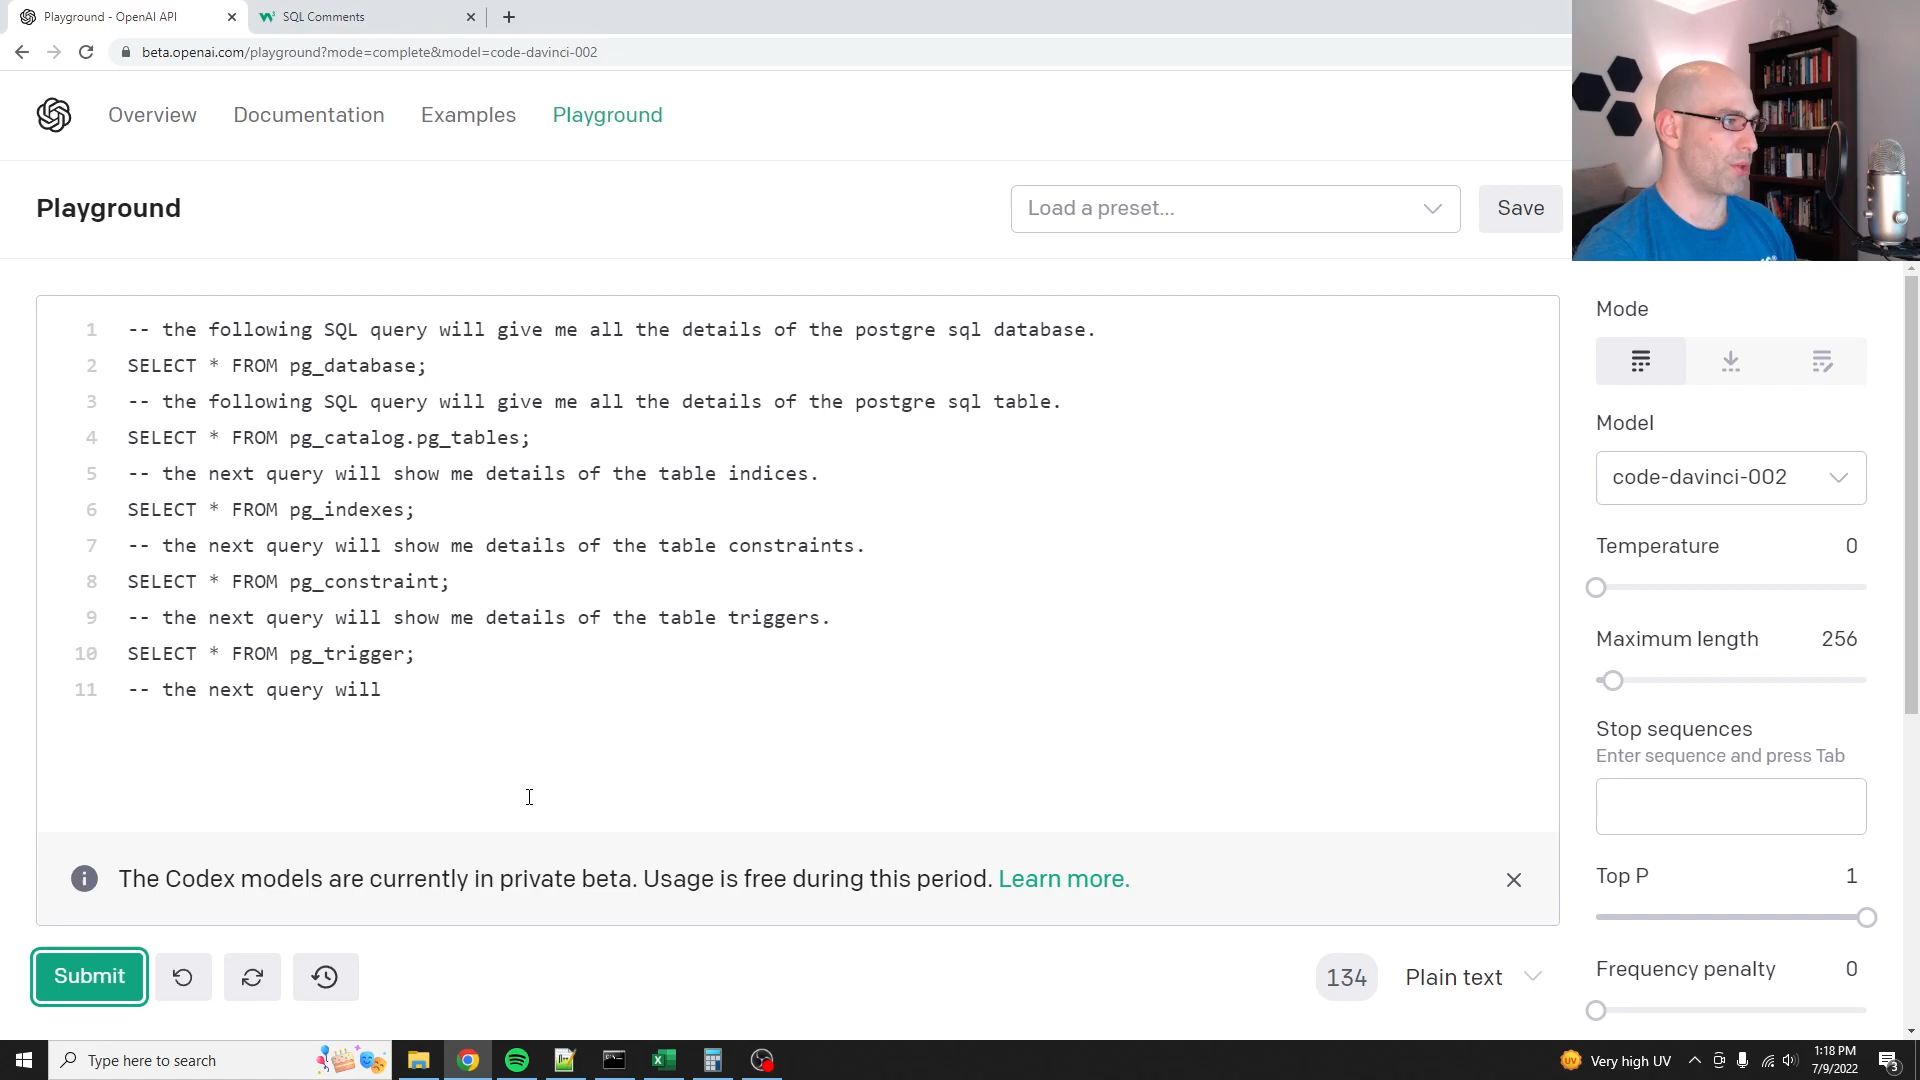 Playground - OpenAI API
SQL Comments
beta.openai.com/playground?mode=complete&model=code-davinci-002
Overview
Documentation
Examples
Playground
Playground
Load a preset...
Save
1 -- the following SQL query will give me all the details of the postgre sql database.
2 SELECT * FROM pg_database;
3 -- the following SQL query will give me all the details of the postgre sql table.
4 SELECT * FROM pg_catalog.pg_tables;
5 -- the next query will show me details of the table indices.
6 SELECT * FROM pg_indexes;
7 -- the next query will show me details of the table constraints.
8 SELECT * FROM pg_constraint;
9 -- the next query will show me details of the table triggers.
10 SELECT * FROM pg_trigger;
11 -- the next query will
The Codex models are currently in private beta. Usage is free during this period. Learn more.
Submit
134
Plain text
Mode
Model
code-davinci-002
Temperature 0
Maximum length 256
Stop sequences
Enter sequence and press Tab
Top P 1
Frequency penalty 0
Type here to search
Very high UV
1:18 PM
7/9/2022
3